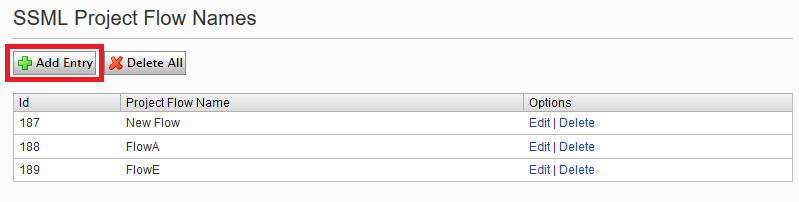 SSML Project Flow Names
Add Entry Delete All
Id Project Flow Name Options
187 New Flow Edit | Delete
188 FlowA Edit | Delete
189 FlowE Edit | Delete